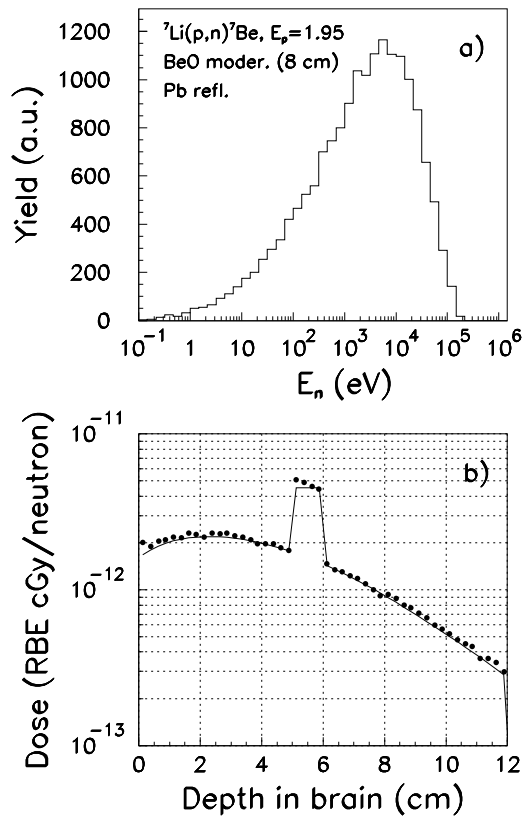 ⁷Li(p,n)⁷Be, Eₚ=1.95
BeO moder. (8 cm)
Pb refl.
a)
Yield (a.u.)
1200
1000
800
600
400
200
0
10⁻¹ 1 10 10² 10³ 10⁴ 10⁵ 10⁶
Eₙ (eV)
b)
Dose (RBE cGy/neutron)
10⁻¹¹
10⁻¹²
10⁻¹³
0 2 4 6 8 10 12
Depth in brain (cm)